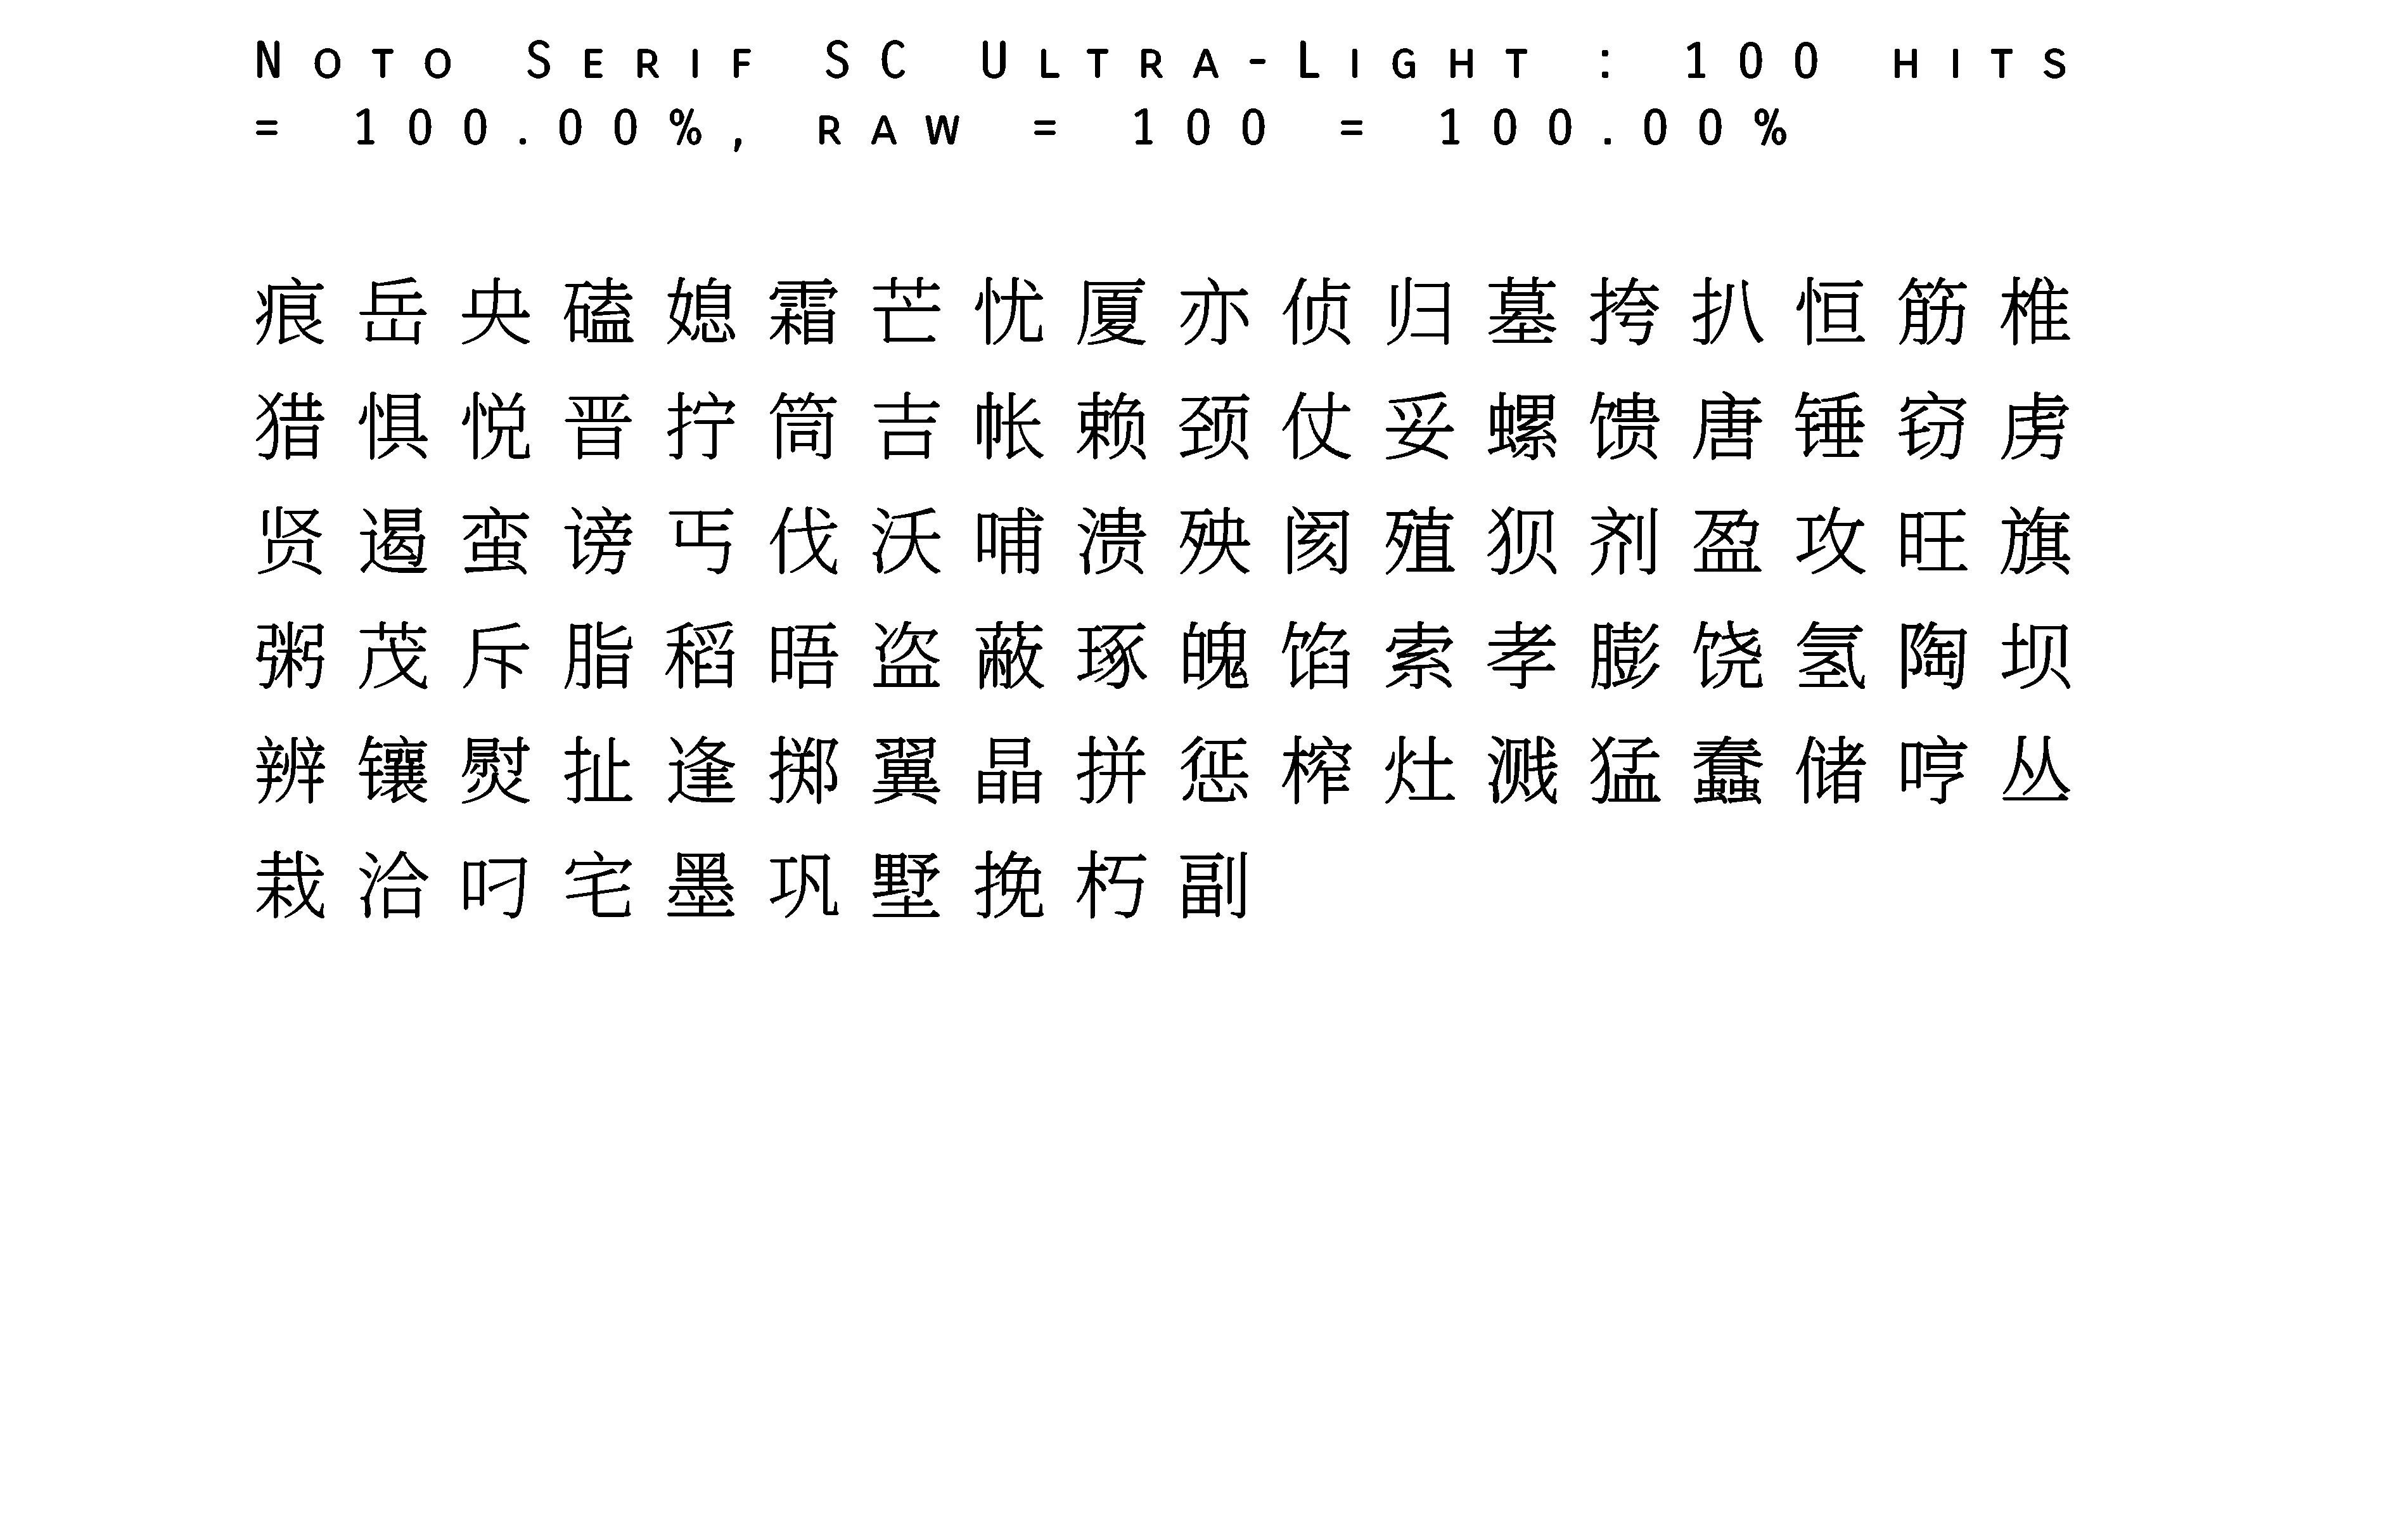 Noto Serif SC Ultra-Light : 100 hits
= 100.00%, raw = 100 = 100.00%
痕岳央磕媳霜芒忧厦亦侦归墓挎扒恒筋椎
猎惧悦晋拧筒吉帐赖颈仗妥螺馈唐锤窃虏
贤遏蛮谤丐伐沃哺溃殃阂殖狈剂盈攻旺旗
粥茂斥脂稻晤盗蔽琢魄馅索孝膨饶氢陶坝
辨镶熨扯逢掷翼晶拼惩榨灶溅猛蠢储哼丛
栽洽叼宅墨巩墅挽朽副